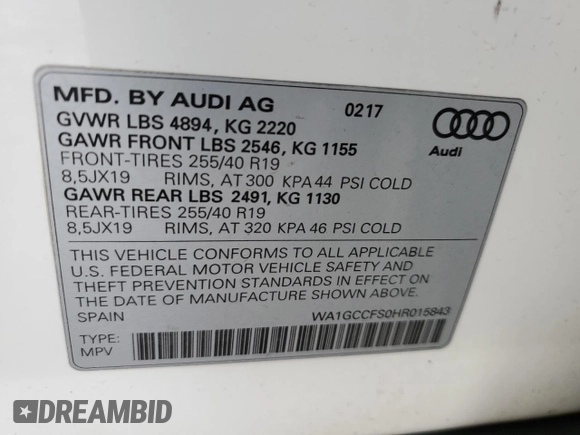 MFD. BY AUDI AG 0217
GVWR LBS 4894, KG 2220
GAWR FRONT LBS 2546, KG 1155
FRONT-TIRES 255/40 R19
8,5JX19 RIMS, AT 300 KPA 44 PSI COLD
GAWR REAR LBS 2491, KG 1130
REAR-TIRES 255/40 R19
8,5JX19 RIMS, AT 320 KPA 46 PSI COLD
Audi
THIS VEHICLE CONFORMS TO ALL APPLICABLE
U.S. FEDERAL MOTOR VEHICLE SAFETY AND
THEFT PREVENTION STANDARDS IN EFFECT ON
THE DATE OF MANUFACTURE SHOWN ABOVE.
SPAIN WA1GCCFS0HR015843
TYPE:
MPV
DREAMBID